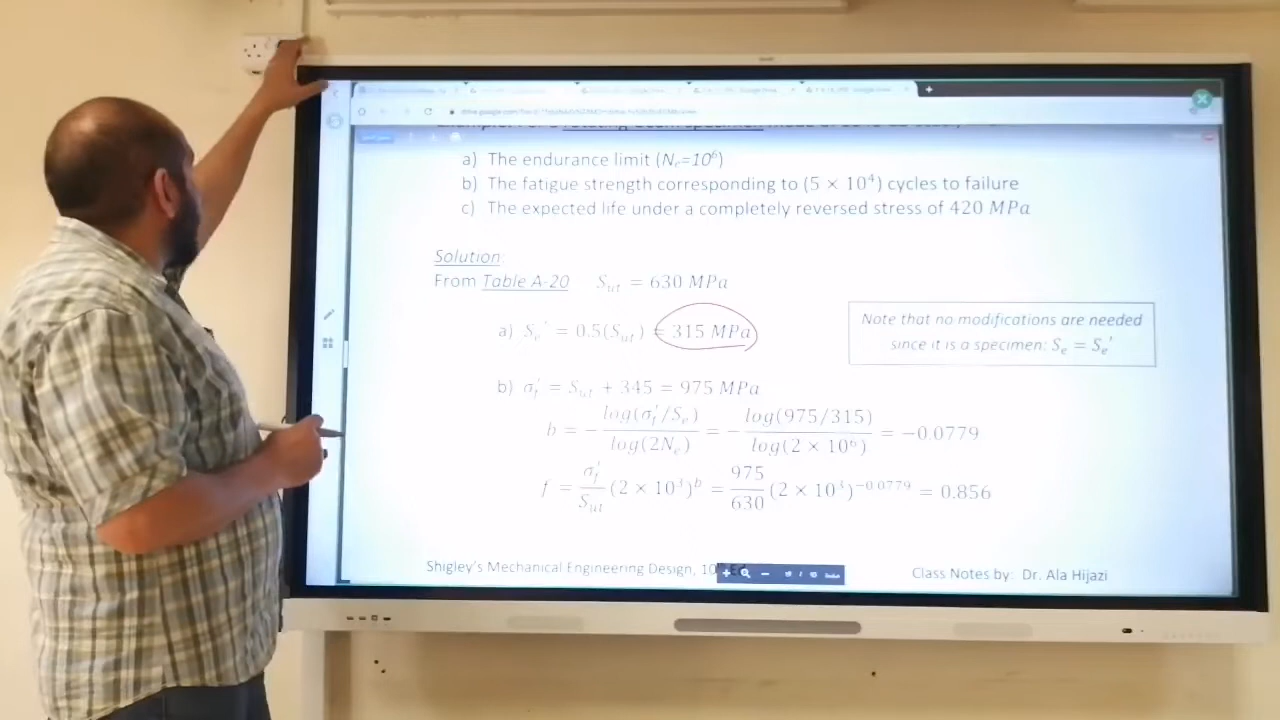 a) The endurance limit (Nₑ=10⁶)
b) The fatigue strength corresponding to (5 × 10⁴) cycles to failure
c) The expected life under a completely reversed stress of 420 MPa
Solution:
From Table A-20 Sᵤₜ = 630 MPa
a) Sₑ′ = 0.5(Sᵤₜ) = 315 MPa
Note that no modifications are needed
since it is a specimen: Sₑ = Sₑ′
b) σ_f′ = Sᵤₜ + 345 = 975 MPa
b = − log(σ_f′/Sₑ) / log(2Nₑ) = − log(975/315) / log(2 × 10⁶) = −0.0779
f = σ_f′ / Sᵤₜ (2 × 10³)ᵇ = 975 / 630 (2 × 10³)^−0.0779 = 0.856
Shigley's Mechanical Engineering Design, 10
Class Notes by: Dr. Ala Hijazi